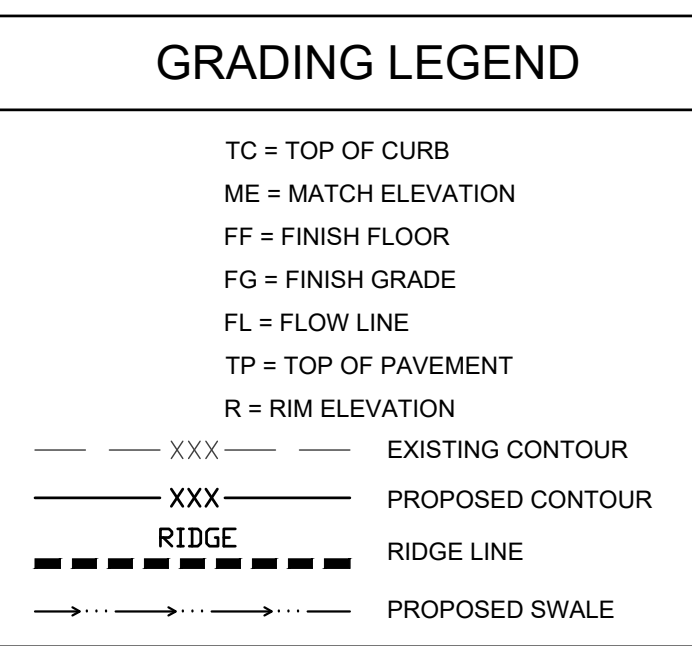 GRADING LEGEND
TC = TOP OF CURB
ME = MATCH ELEVATION
FF = FINISH FLOOR
FG = FINISH GRADE
FL = FLOW LINE
TP = TOP OF PAVEMENT
R = RIM ELEVATION
XXX EXISTING CONTOUR
XXX PROPOSED CONTOUR
RIDGE
RIDGE LINE
PROPOSED SWALE